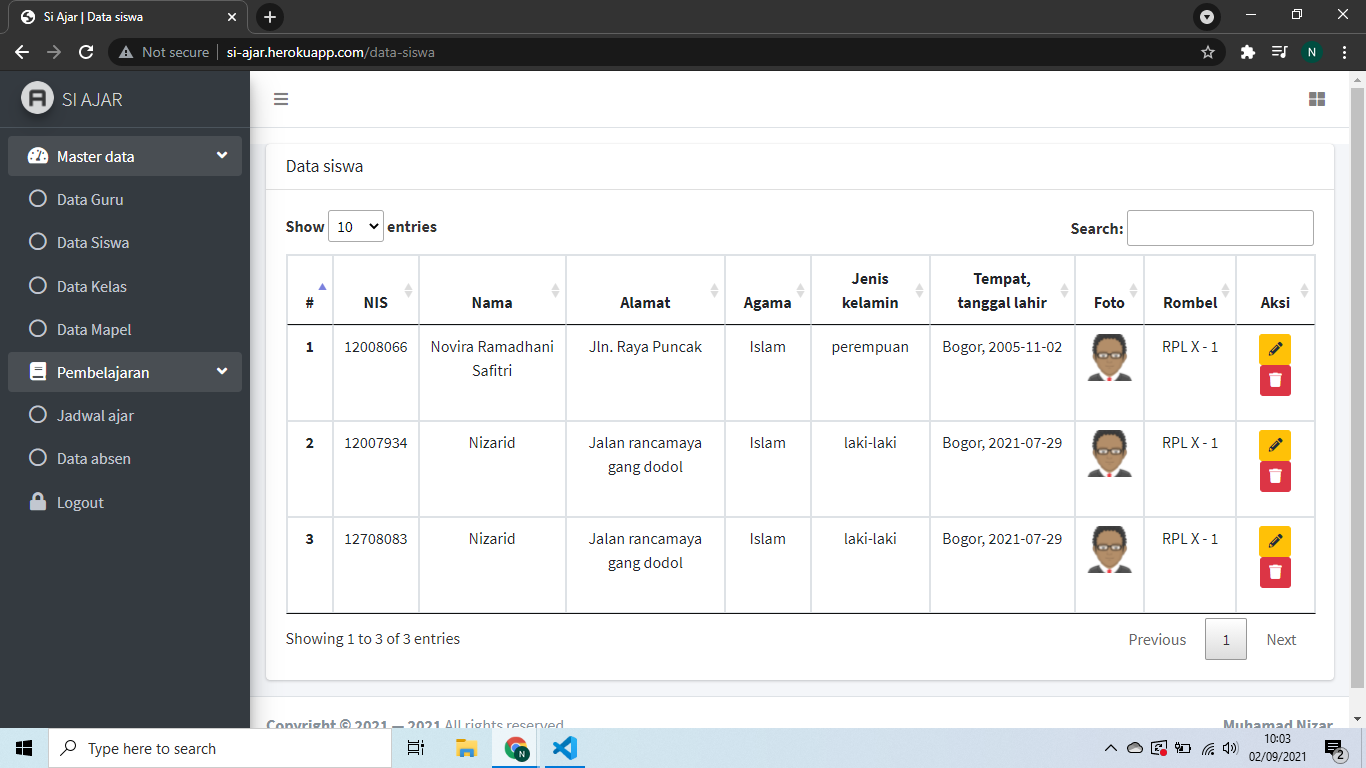 Si Ajar | Data siswa
Not secure
si-ajar.herokuapp.com/data-siswa
N
SI AJAR
Master data
Data Guru
Data Siswa
Data Kelas
Data Mapel
Pembelajaran
Jadwal ajar
Data absen
Logout
Data siswa
Show 10 entries
Search:
# NIS Nama Alamat Agama Jenis kelamin Tempat, tanggal lahir Foto Rombel Aksi
1 12008066 Novira Ramadhani Safitri Jln. Raya Puncak Islam perempuan Bogor, 2005-11-02 RPL X - 1
2 12007934 Nizarid Jalan rancamaya gang dodol Islam laki-laki Bogor, 2021-07-29 RPL X - 1
3 12708083 Nizarid Jalan rancamaya gang dodol Islam laki-laki Bogor, 2021-07-29 RPL X - 1
Showing 1 to 3 of 3 entries
Previous 1 Next
Copyright © 2021 — 2021 All rights reserved
Muhamad Nizar
Type here to search
N
10:03
02/09/2021
2